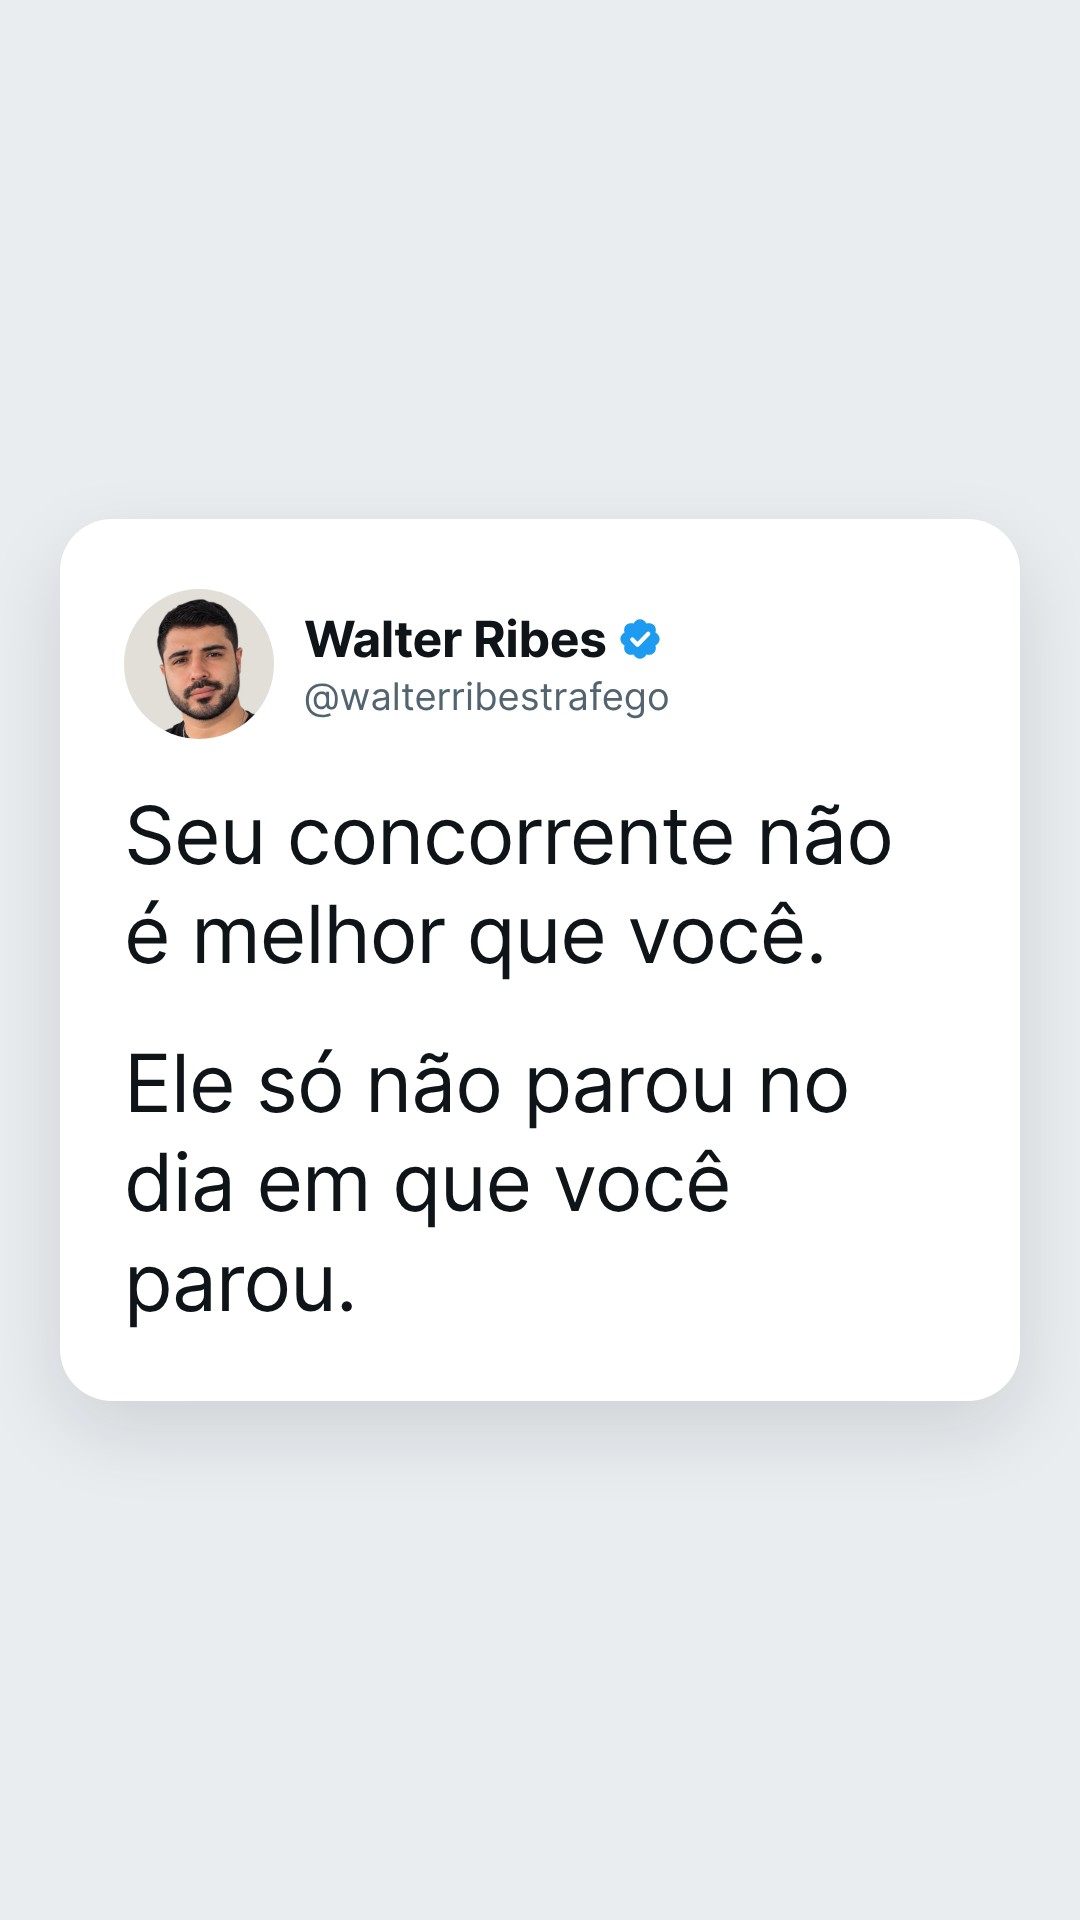 Walter Ribes
@walterribestrafego
Seu concorrente não
é melhor que você.
Ele só não parou no
dia em que você
parou.